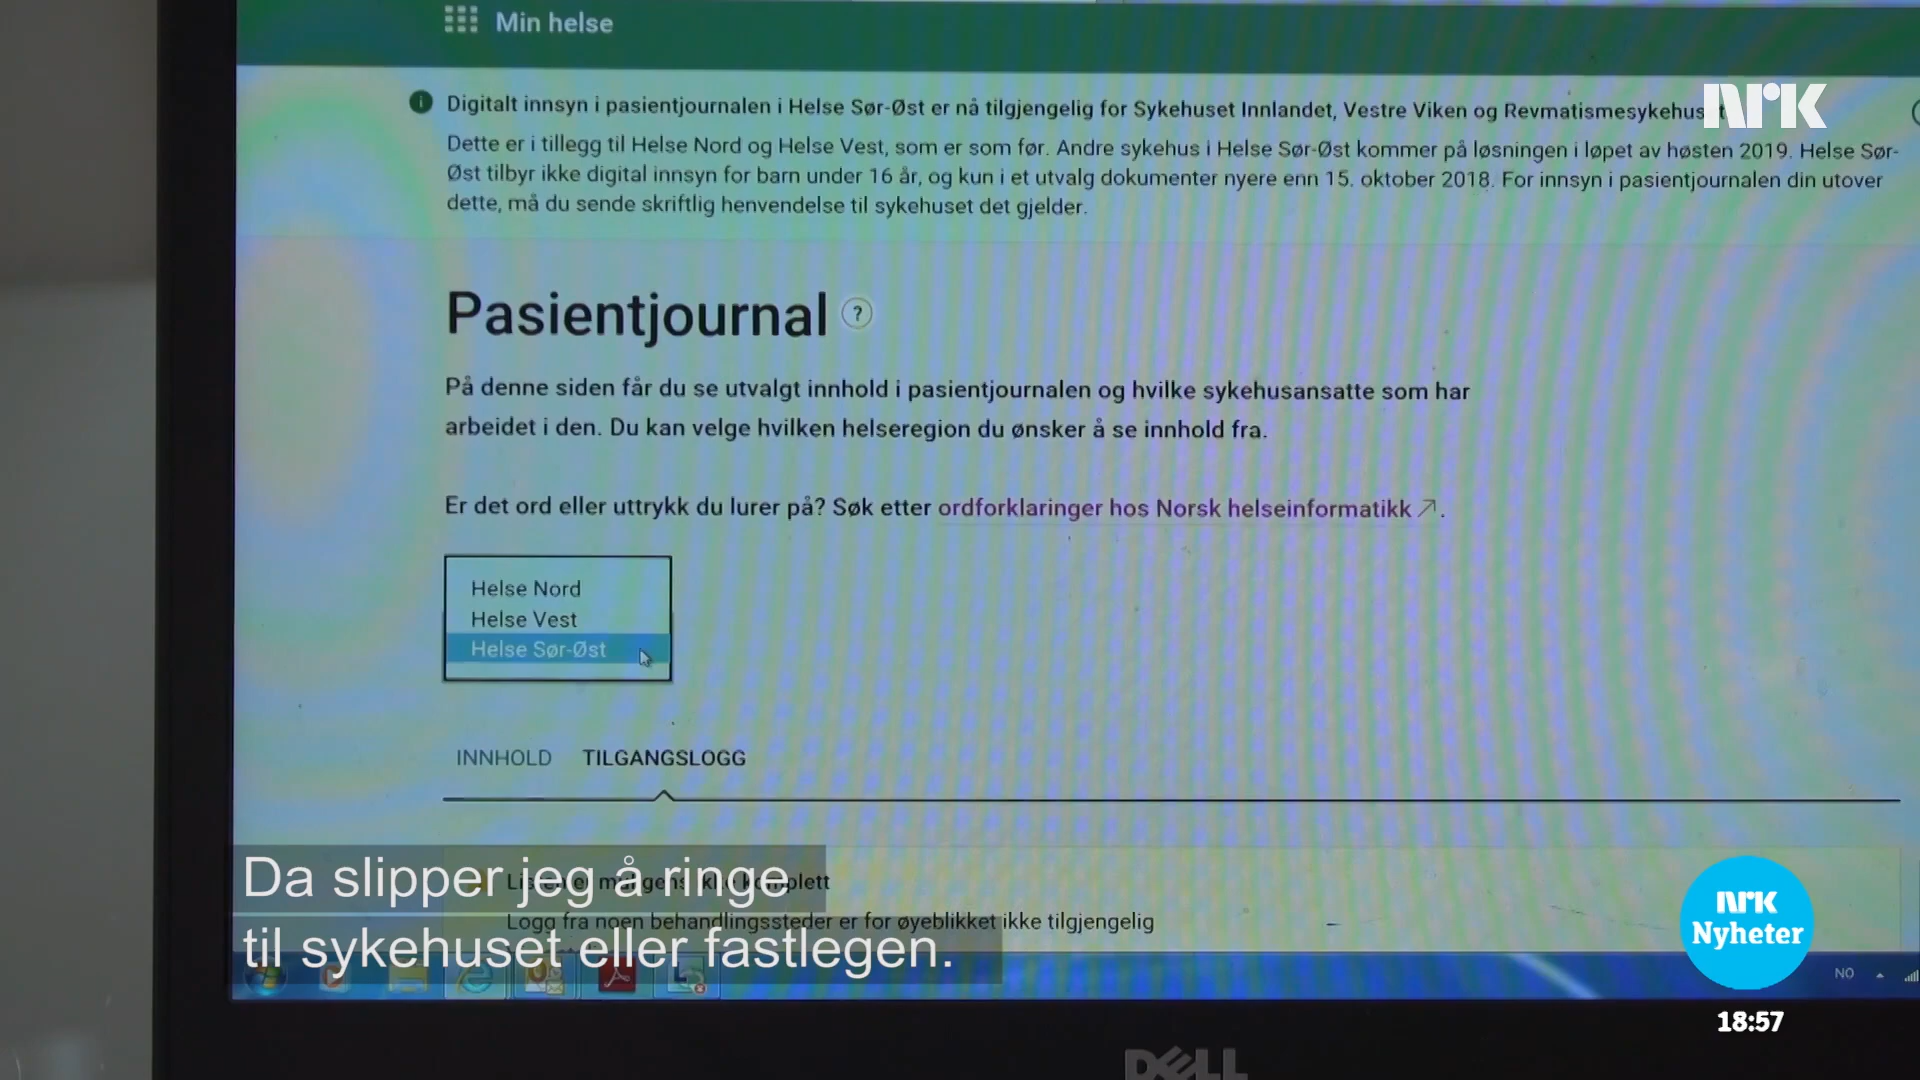 Min helse
Digitalt innsyn i pasientjournalen i Helse Sør-Øst er nå tilgjengelig for Sykehuset Innlandet, Vestre Viken og Revmatismesykehus
nrk
Dette er i tillegg til Helse Nord og Helse Vest, som er som før. Andre sykehus i Helse Sør-Øst kommer på løsningen i løpet av høsten 2019. Helse Sør-
Øst tilbyr ikke digital innsyn for barn under 16 år, og kun i et utvalg dokumenter nyere enn 15. oktober 2018. For innsyn i pasientjournalen din utover
dette, må du sende skriftlig henvendelse til sykehuset det gjelder.
Pasientjournal ?
På denne siden får du se utvalgt innhold i pasientjournalen og hvilke sykehusansatte som har
arbeidet i den. Du kan velge hvilken helseregion du ønsker å se innhold fra.
Er det ord eller uttrykk du lurer på? Søk etter ordforklaringer hos Norsk helseinformatikk.
Helse Nord
Helse Vest
Helse Sør-Øst
INNHOLD TILGANGSLOGG
komplett
Da slipper jeg å ringe
Logg fra noen behandlingssteder er for øyeblikket ikke tilgjengelig
til sykehuset eller fastlegen.
nrk
Nyheter
NO
18:57
DELL